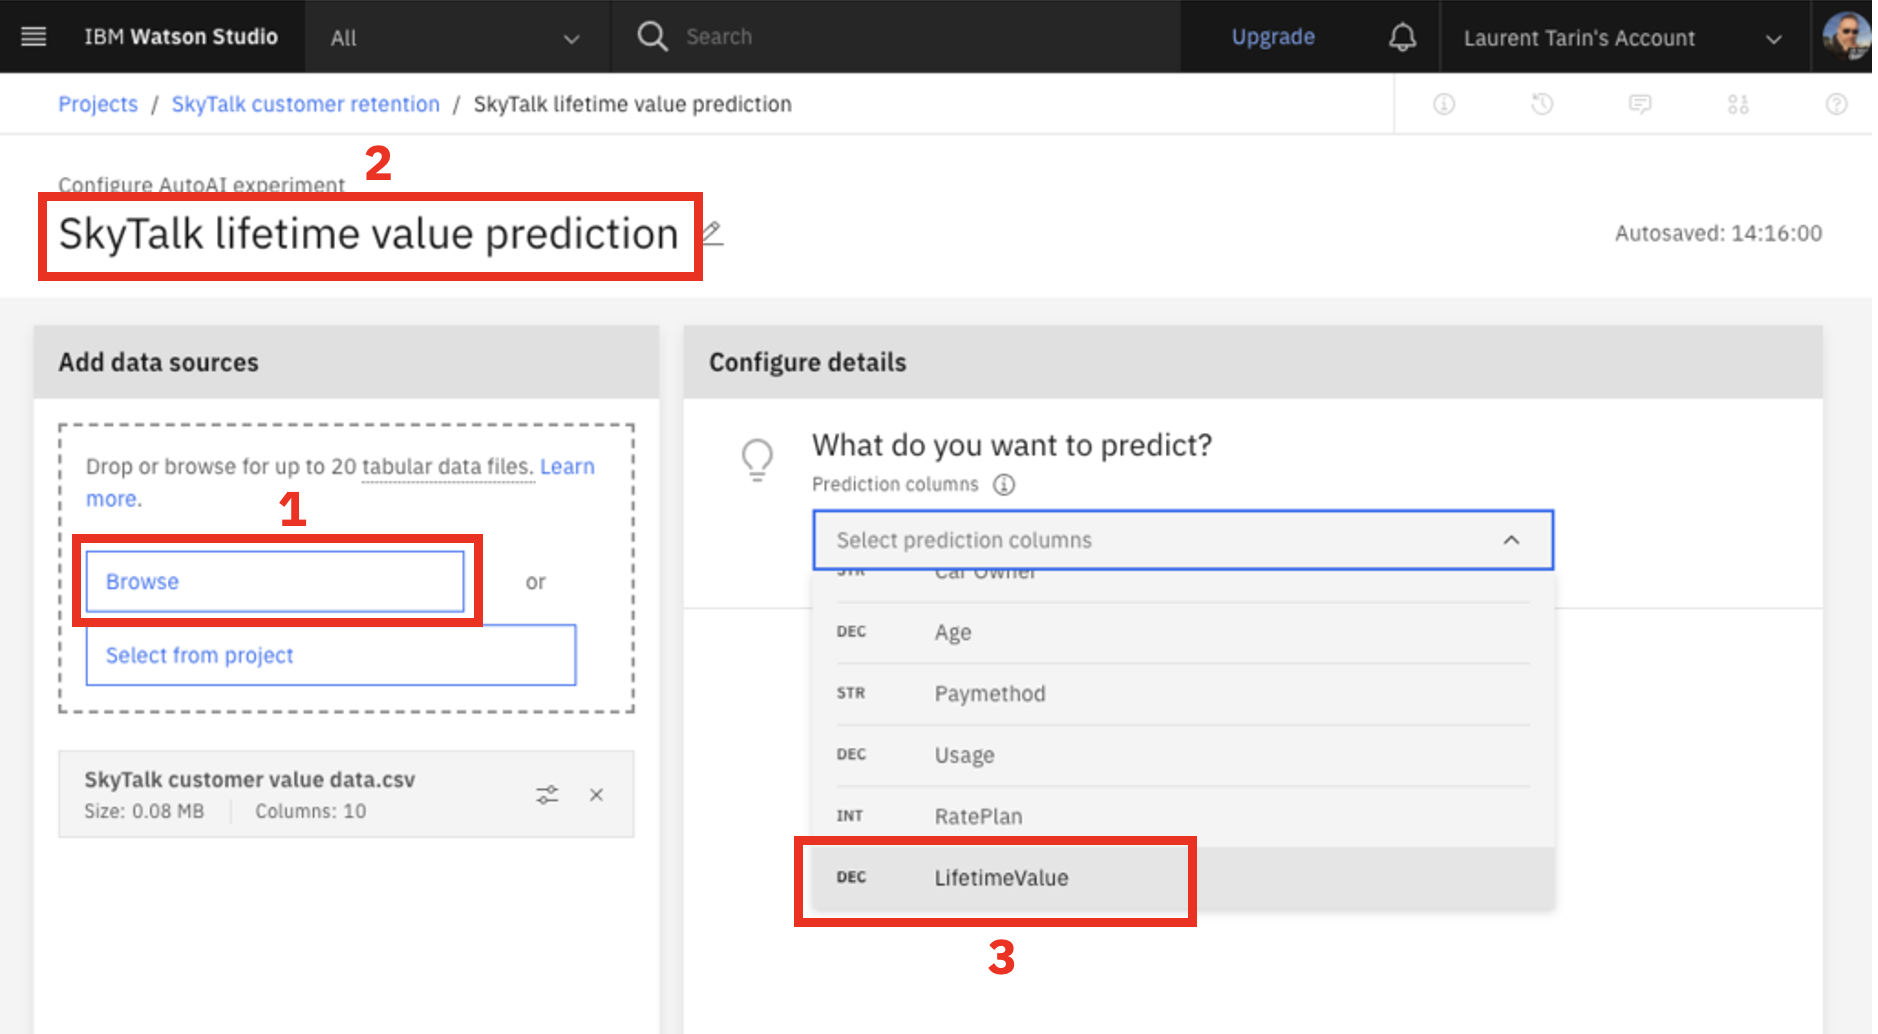 IBM Watson Studio
All
Search
Upgrade
Laurent Tarin's Account
Projects / SkyTalk customer retention / SkyTalk lifetime value prediction
2
Configure AutoAI experiment
SkyTalk lifetime value prediction
Autosaved: 14:16:00
Add data sources
Drop or browse for up to 20 tabular data files. Learn
more.
1
Browse
or
Select from project
SkyTalk customer value data.csv
Size: 0.08 MB
Columns: 10
Configure details
What do you want to predict?
Prediction columns
Select prediction columns
STR Car Owner
DEC Age
STR Paymethod
DEC Usage
INT RatePlan
DEC LifetimeValue
3